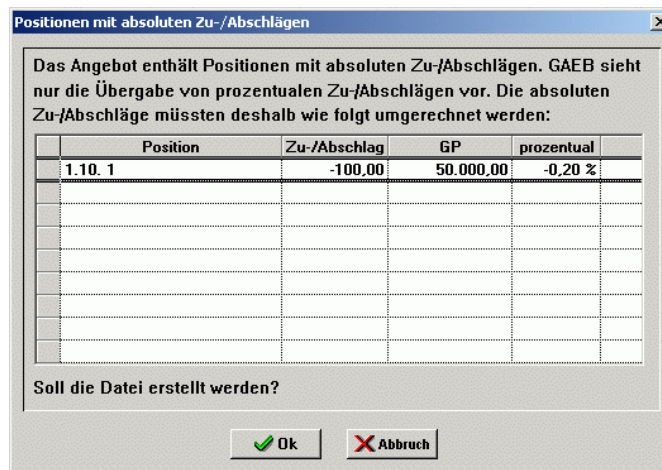 Positionen mit absoluten Zu-/Abschlägen
Das Angebot enthält Positionen mit absoluten Zu-/Abschlägen. GAEB sieht
nur die Übergabe von prozentualen Zu-/Abschlägen vor. Die absoluten
Zu-/Abschläge müssten deshalb wie folgt umgerechnet werden:
Position Zu-/Abschlag GP prozentual
1.10. 1 -100,00 50.000,00 -0,20 %
Soll die Datei erstellt werden?
Ok Abbruch